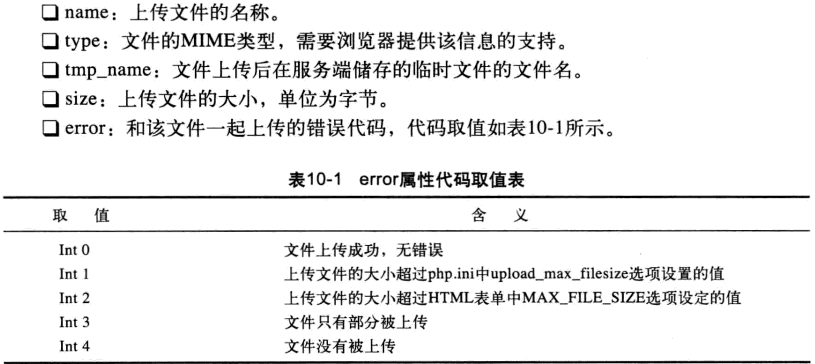 ❏ name：上传文件的名称。
❏ type：文件的MIME类型，需要浏览器提供该信息的支持。
❏ tmp_name：文件上传后在服务端储存的临时文件的文件名。
❏ size：上传文件的大小，单位为字节。
❏ error：和该文件一起上传的错误代码，代码取值如表10-1所示。
表10-1 error属性代码取值表
取 值 含 义
Int 0 文件上传成功，无错误
Int 1 上传文件的大小超过php.ini中upload_max_filesize选项设置的值
Int 2 上传文件的大小超过HTML表单中MAX_FILE_SIZE选项设定的值
Int 3 文件只有部分被上传
Int 4 文件没有被上传